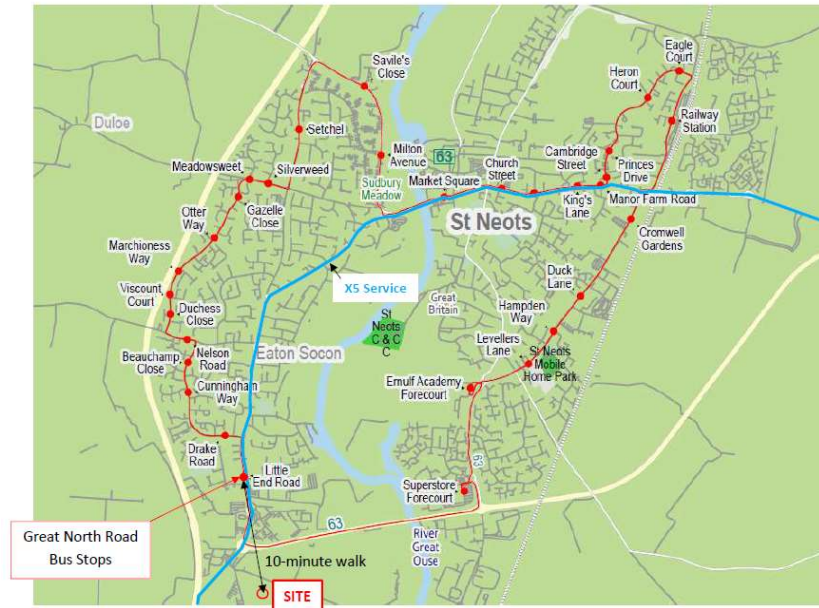 Eagle
Court
Heron
Court
Savile's
Close
Railway
Station
Duloe
Setchel
Cambridge
Street
Milton
Avenue
63
Princes
Drive
Meadowsweet
Silverweed
Church
Street
Market Square
Sudbury
Meadow
King's
Lane
Manor Farm Road
Gazelle
Close
Otter
Way
St Neots
Cromwell
Gardens
Marchioness
Way
X5 Service
Duck
Lane
Viscount
Court
Great
Britain
Hampden
Way
Duchess
Close
St
Neots
C & C
C
Levellers
Lane
St Neots
Mobile
Home Park
Nelson
Road
Eaton Socon
Beauchamp
Close
Cunningham
Way
Ernulf Academy
Forecourt
Drake
Road
63
Little
End Road
Superstore
Forecourt
Great North Road
Bus Stops
63
River
Great
Ouse
10-minute walk
SITE